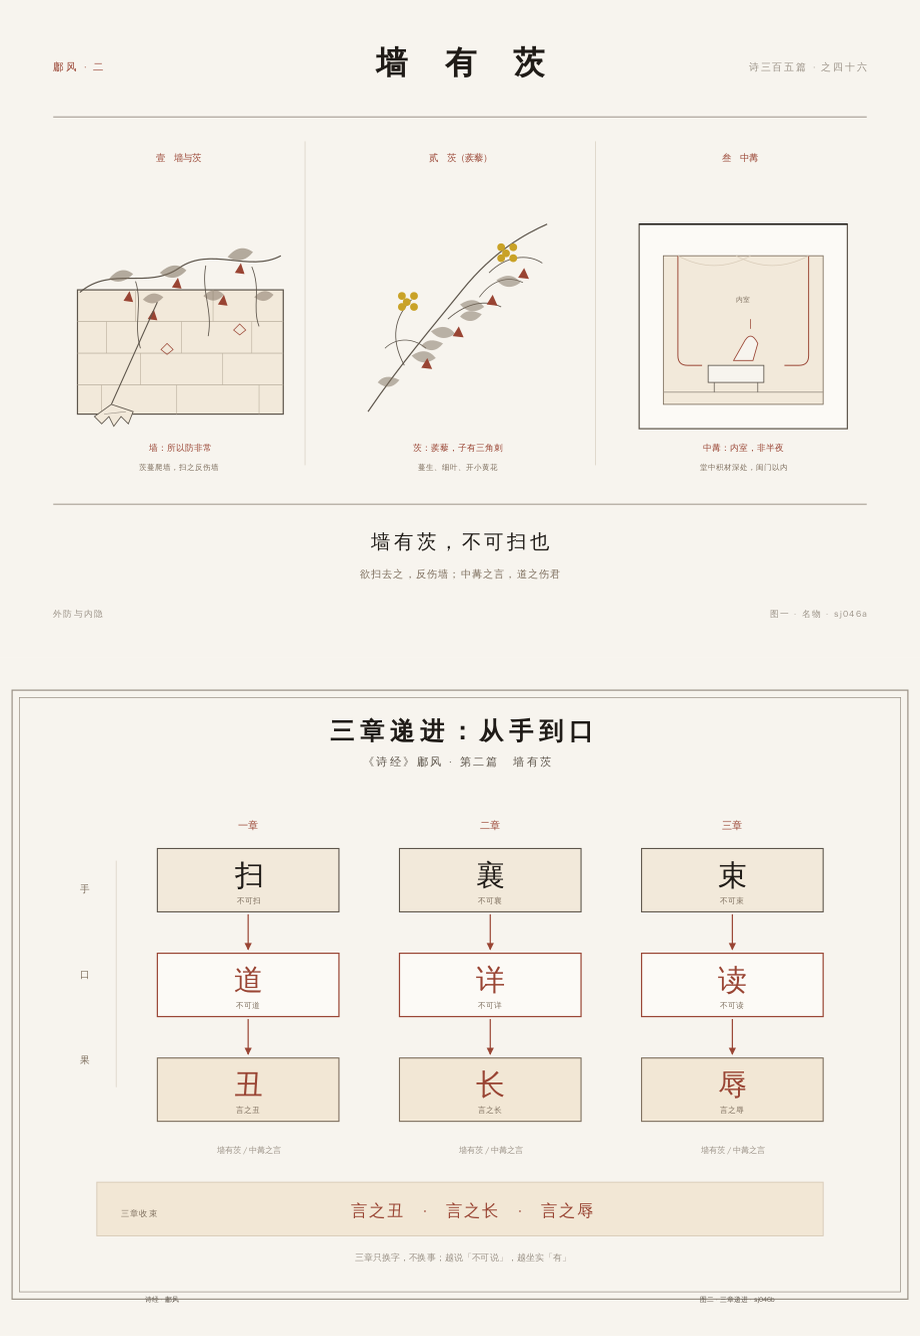 鄘风 · 二
墙有茨
诗三百五篇 · 之四十六
壹 墙与茨
贰 茨（蒺藜）
叁 中冓
内室
墙：所以防非常
茨蔓爬墙，扫之反伤墙
茨：蒺藜，子有三角刺
蔓生、细叶、开小黄花
中冓：内室，非半夜
堂中积材深处，闺门以内
墙有茨，不可扫也
欲扫去之，反伤墙；中冓之言，道之伤君
外防与内隐
图一 · 名物 · sj046a
三章递进：从手到口
《诗经》鄘风 · 第二篇 墙有茨
一章
二章
三章
手
扫
不可扫
襄
不可襄
束
不可束
口
道
不可道
详
不可详
读
不可读
果
丑
言之丑
长
言之长
辱
言之辱
墙有茨 / 中冓之言
墙有茨 / 中冓之言
墙有茨 / 中冓之言
三章收束
言之丑 · 言之长 · 言之辱
三章只换字，不换事；越说「不可说」，越坐实「有」
诗经 · 鄘风
图二 · 三章递进 · sj046b